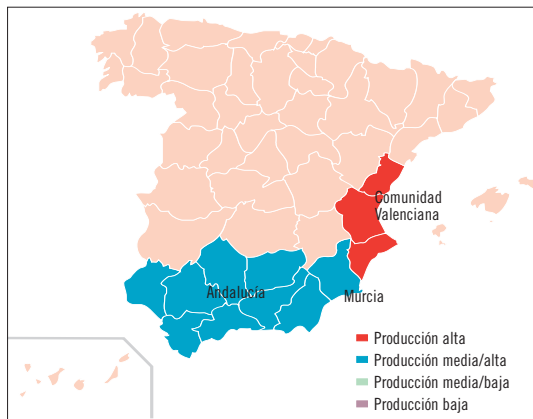 Comunidad
Valenciana
Andalucía
Murcia
Producción alta
Producción media/alta
Producción media/baja
Producción baja